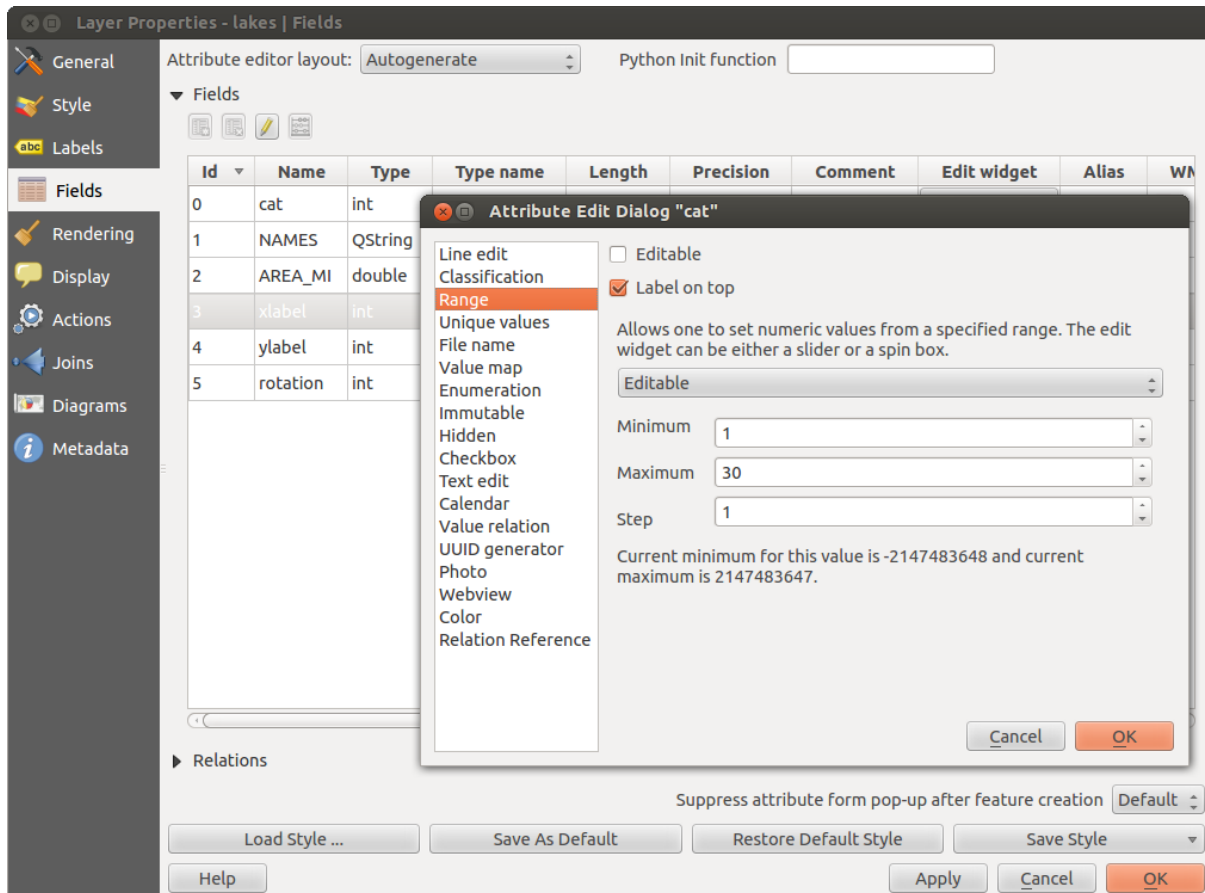 Layer Properties - lakes | Fields
General
Style
abc Labels
Fields
Rendering
Display
Actions
Joins
Diagrams
i Metadata
Attribute editor layout: Autogenerate Python Init function
Fields
Id Name Type Type name Length Precision Comment Edit widget Alias WM
0 cat int
1 NAMES QString
2 AREA_MI double
3 xlabel int
4 ylabel int
5 rotation int
Attribute Edit Dialog "cat"
Line edit
Classification
Range
Unique values
File name
Value map
Enumeration
Immutable
Hidden
Checkbox
Text edit
Calendar
Value relation
UUID generator
Photo
Webview
Color
Relation Reference
Editable
Label on top
Allows one to set numeric values from a specified range. The edit
widget can be either a slider or a spin box.
Editable
Minimum 1
Maximum 30
Step 1
Current minimum for this value is -2147483648 and current
maximum is 2147483647.
Cancel OK
Relations
Suppress attribute form pop-up after feature creation Default
Load Style ... Save As Default Restore Default Style Save Style
Help Apply Cancel OK